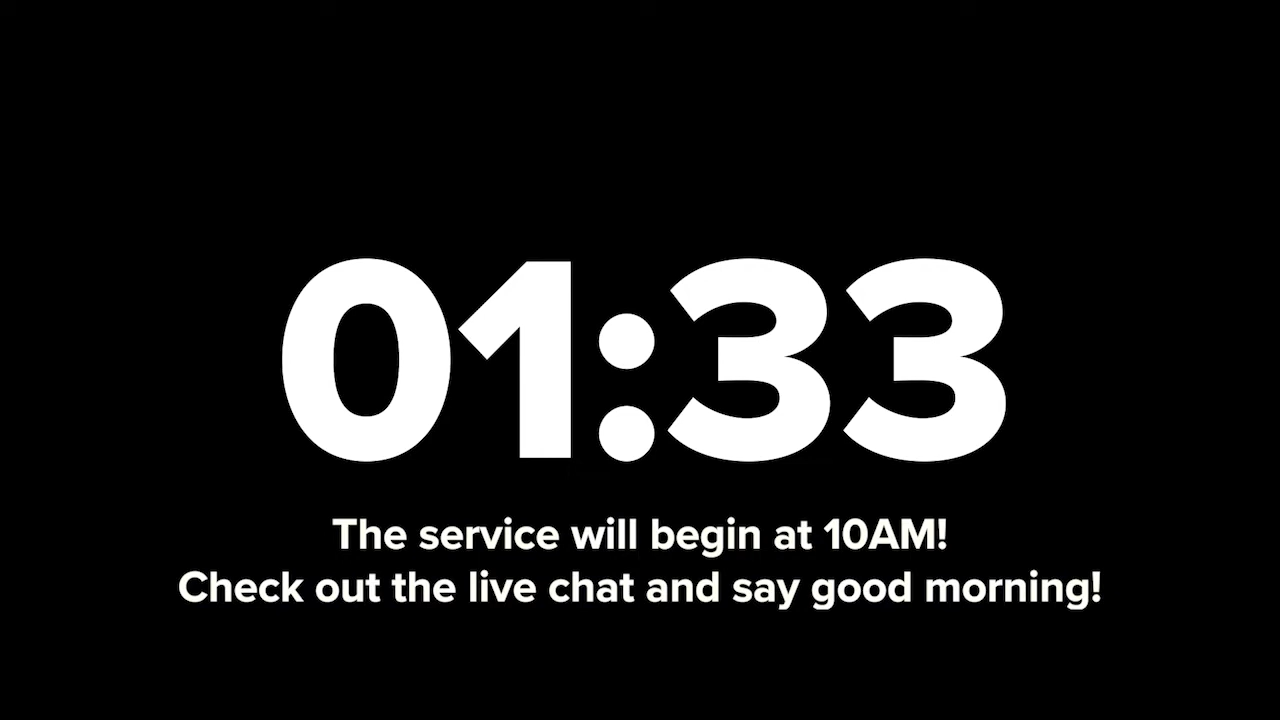 01:33
The service will begin at 10AM!
Check out the live chat and say good morning!